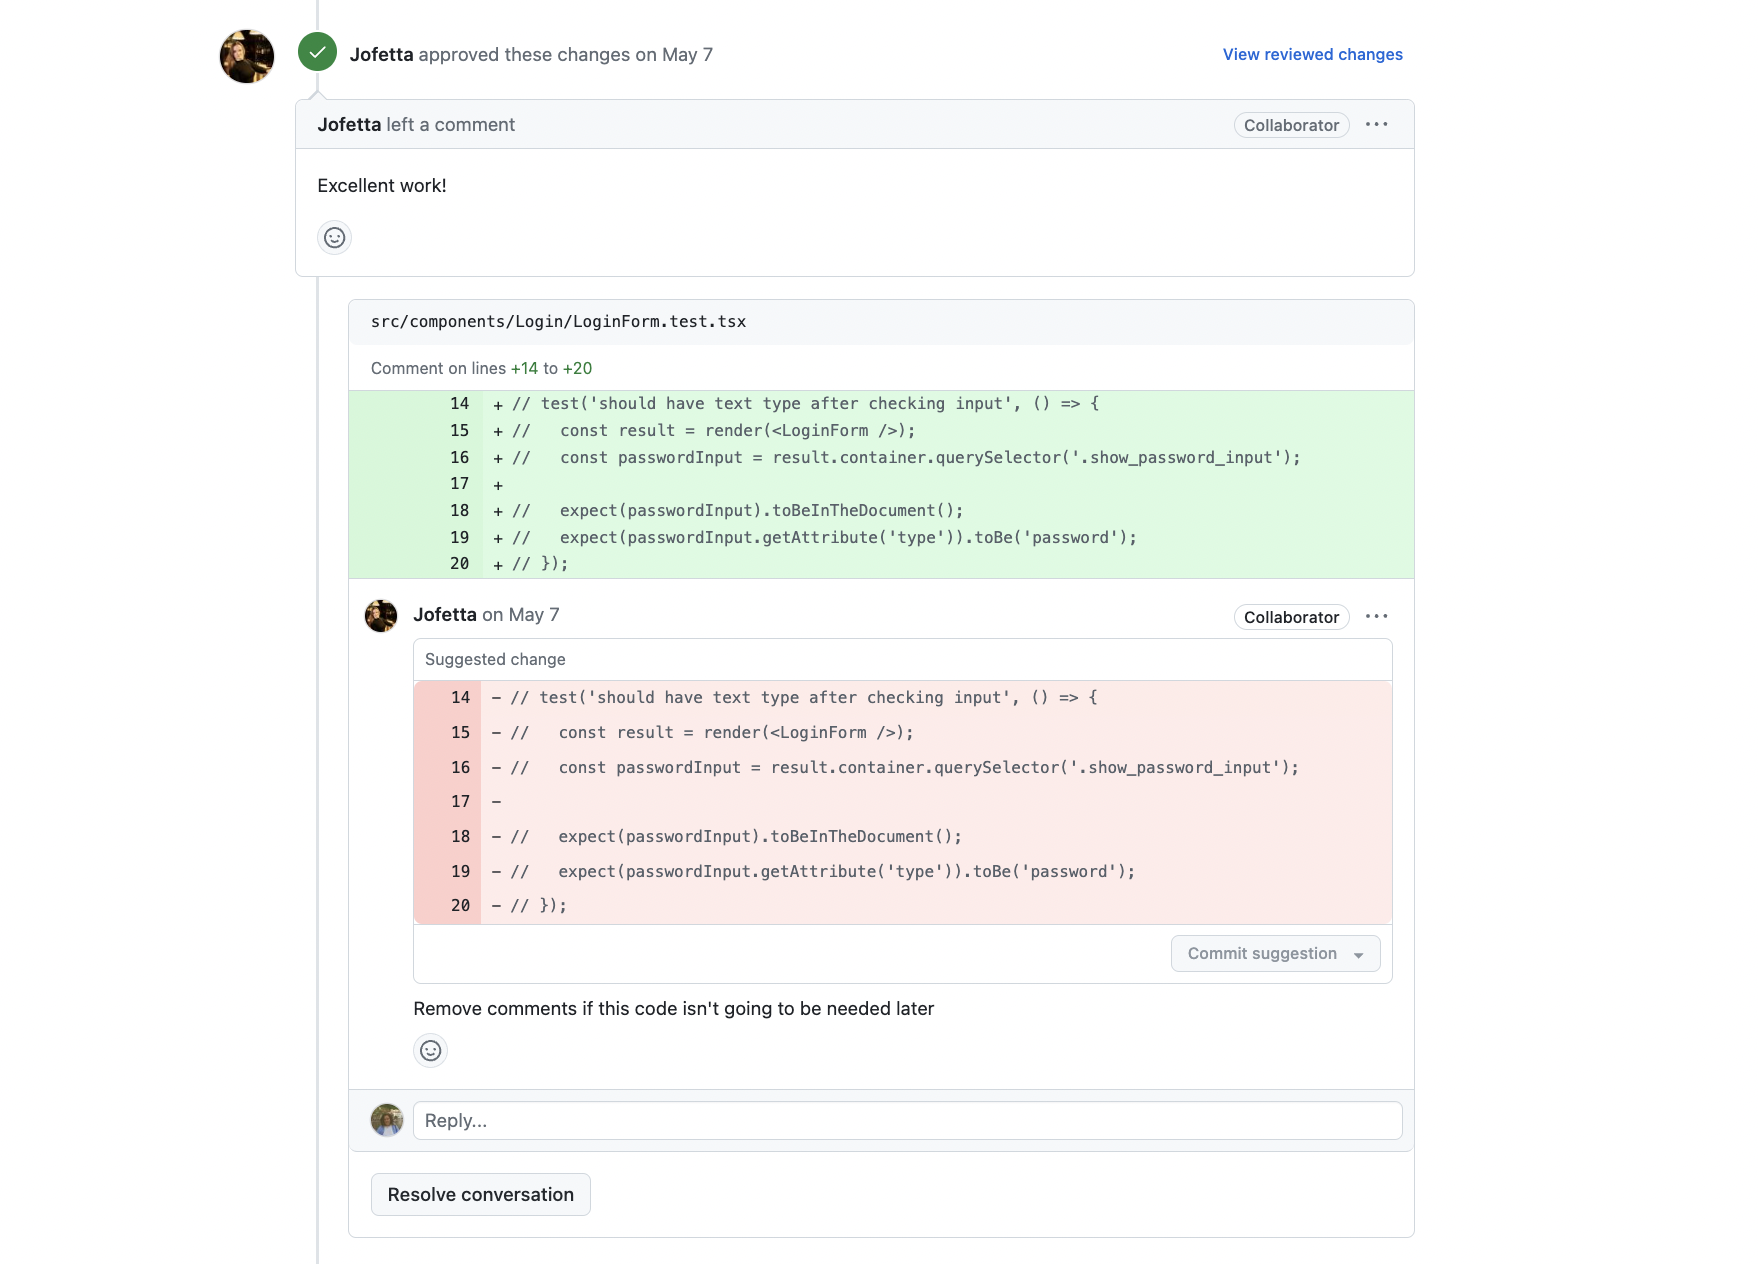 Jofetta approved these changes on May 7
View reviewed changes
Jofetta left a comment
Collaborator
Excellent work!
src/components/Login/LoginForm.test.tsx
Comment on lines +14 to +20
14 + // test('should have text type after checking input', () => {
15 + //   const result = render(<LoginForm />);
16 + //   const passwordInput = result.container.querySelector('.show_password_input');
17 +
18 + //   expect(passwordInput).toBeInTheDocument();
19 + //   expect(passwordInput.getAttribute('type')).toBe('password');
20 + // });
Jofetta on May 7
Collaborator
Suggested change
14 - // test('should have text type after checking input', () => {
15 - //   const result = render(<LoginForm />);
16 - //   const passwordInput = result.container.querySelector('.show_password_input');
17 -
18 - //   expect(passwordInput).toBeInTheDocument();
19 - //   expect(passwordInput.getAttribute('type')).toBe('password');
20 - // });
Commit suggestion
Remove comments if this code isn't going to be needed later
Reply...
Resolve conversation